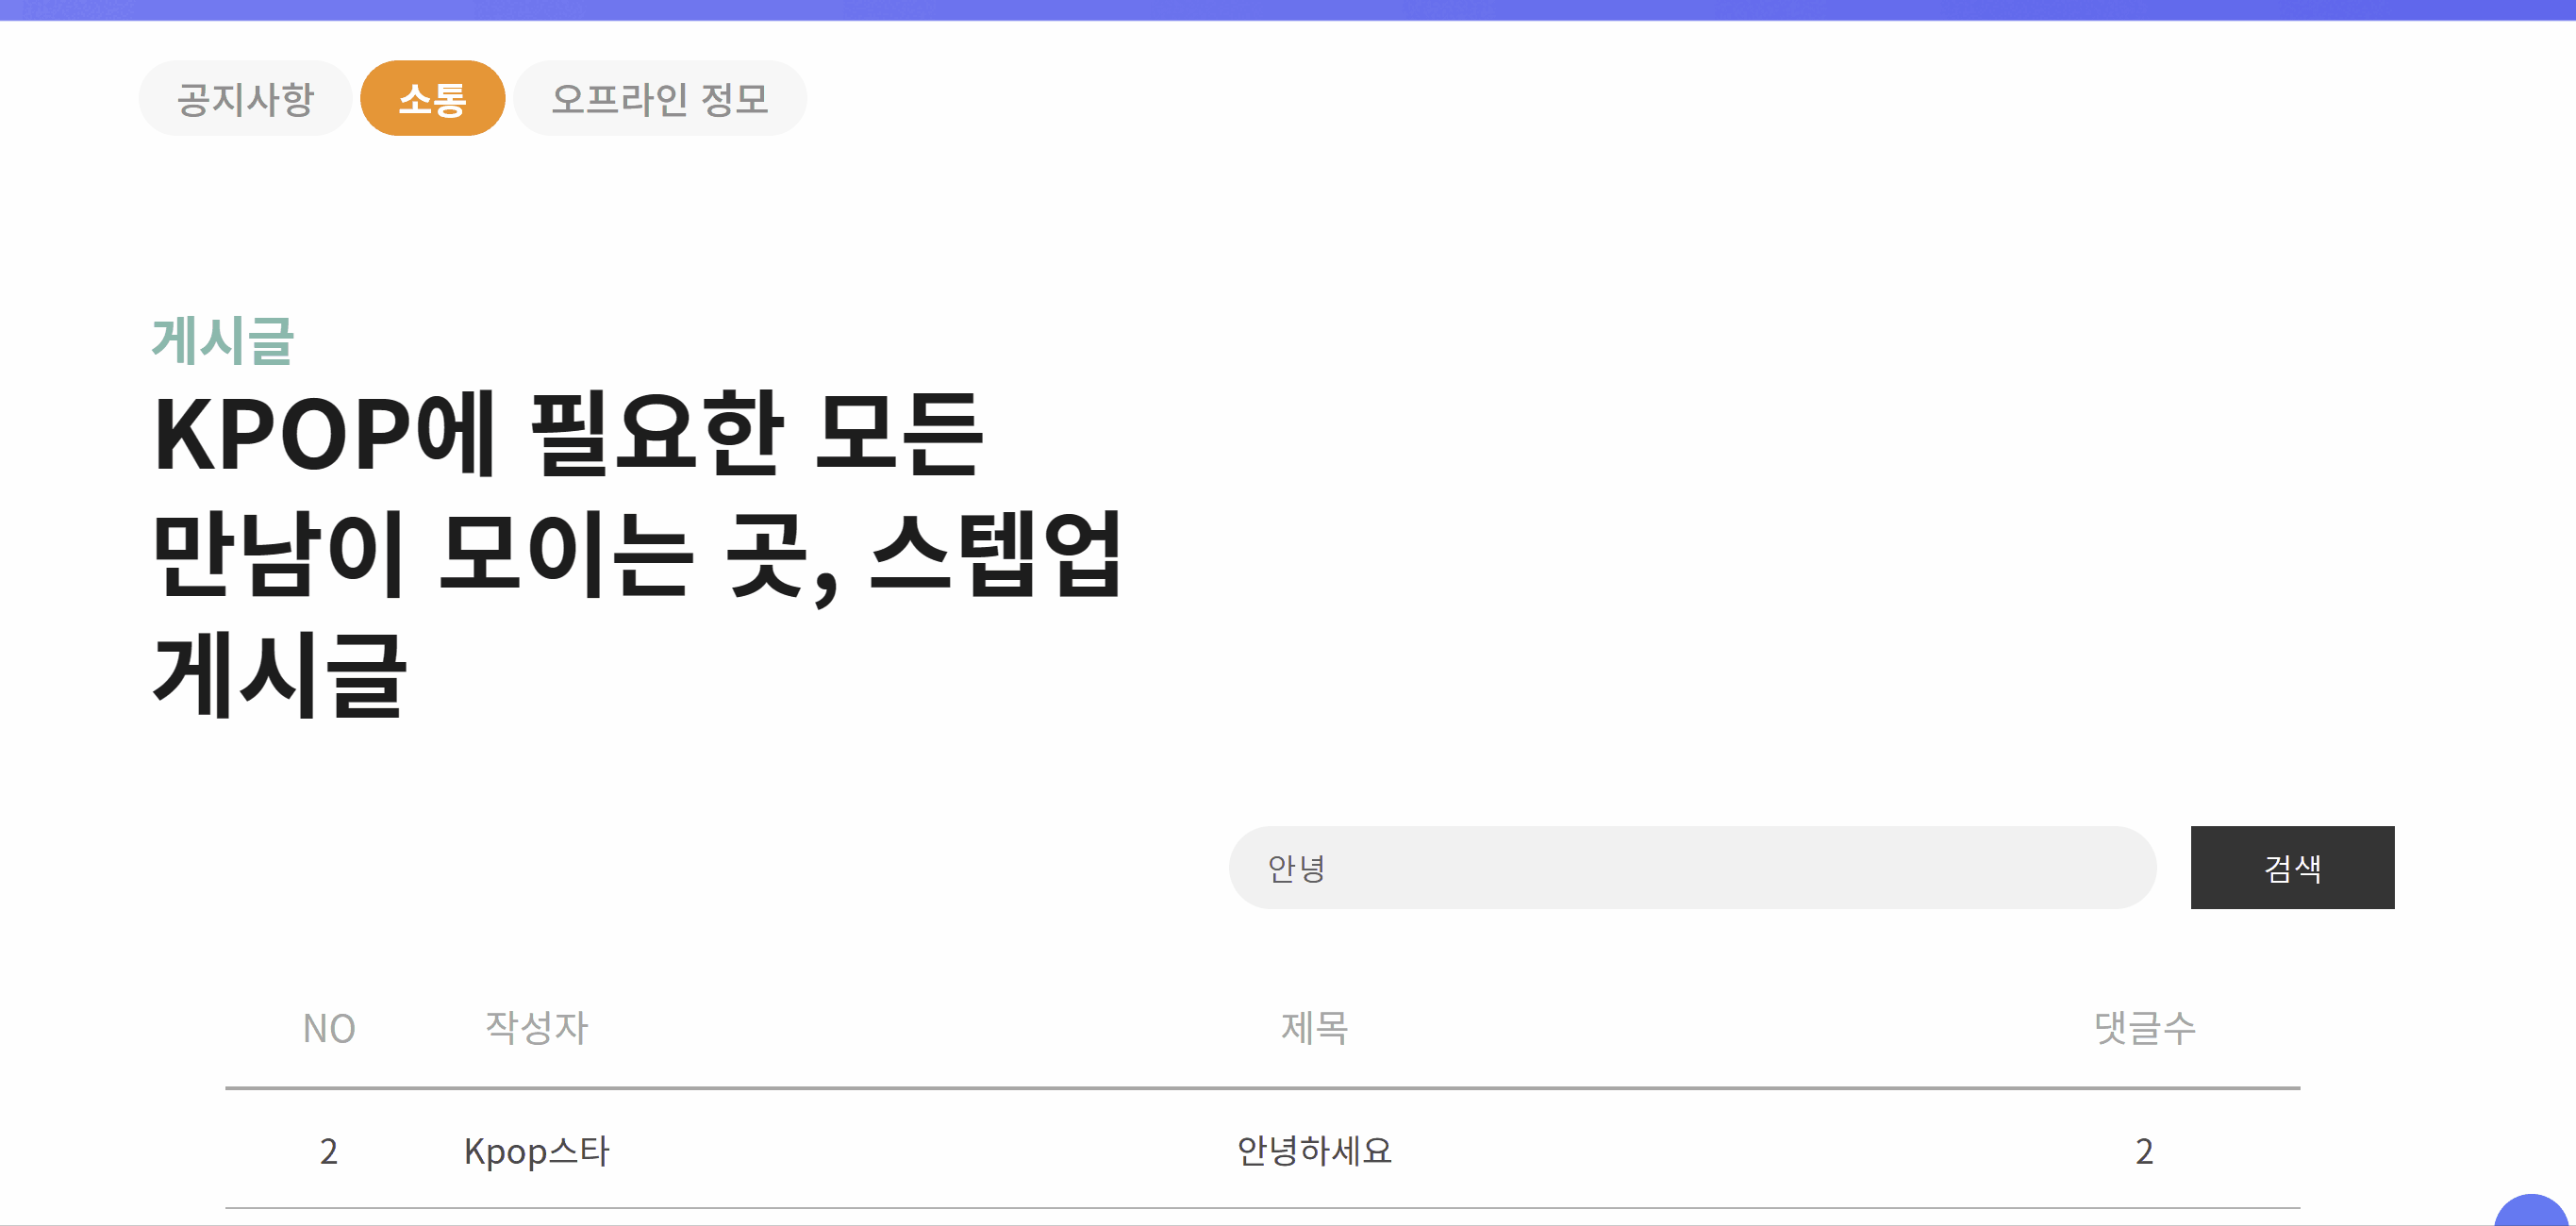 공지사항 소통 오프라인 정모
게시글
KPOP에 필요한 모든
만남이 모이는 곳, 스텝업
게시글
안녕 검색
NO 작성자 제목 댓글수
2 Kpop스타 안녕하세요 2